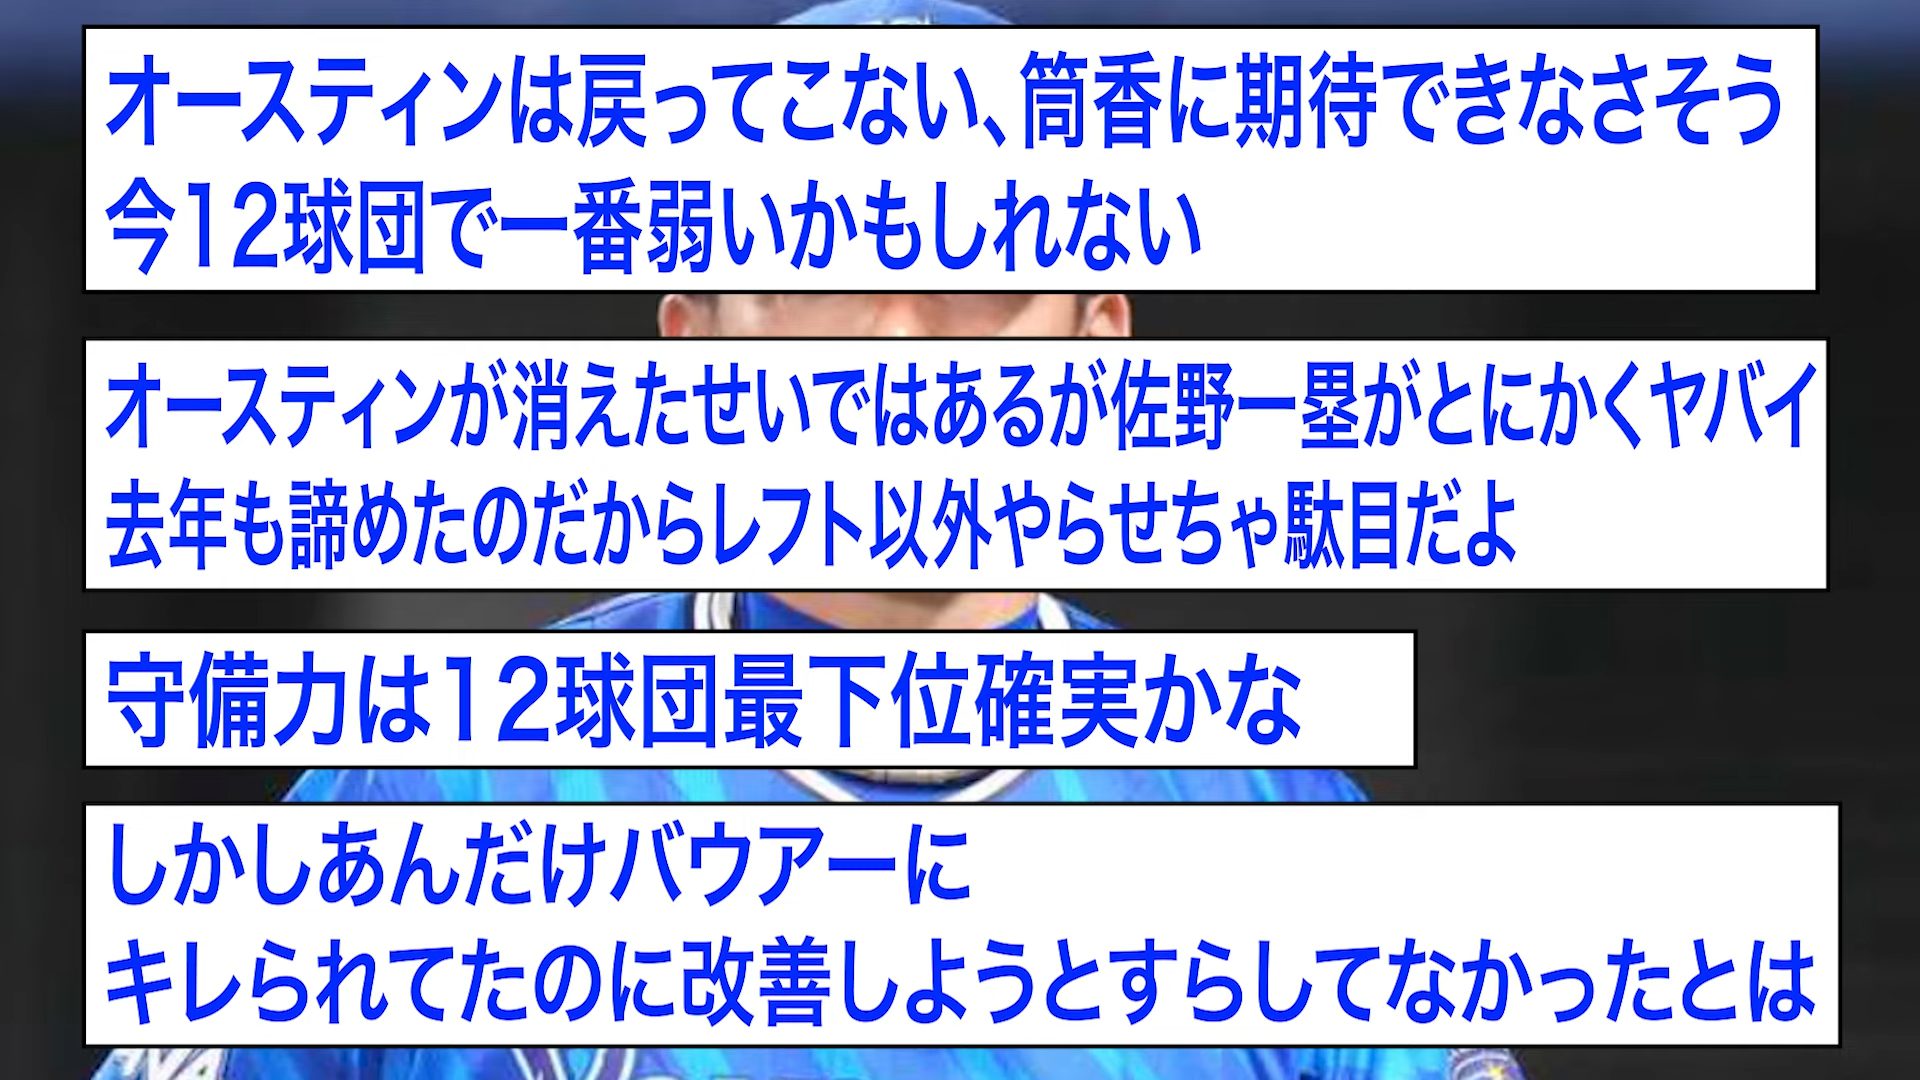 オースティンは戻ってこない、筒香に期待できなさそう
今12球団で一番弱いかもしれない
オースティンが消えたせいではあるが佐野一塁がとにかくヤバイ
去年も諦めたのだからレフト以外やらせちゃ駄目だよ
守備力は12球団最下位確実かな
しかしあんだけバウアーに
キレられてたのに改善しようとすらしてなかったとは